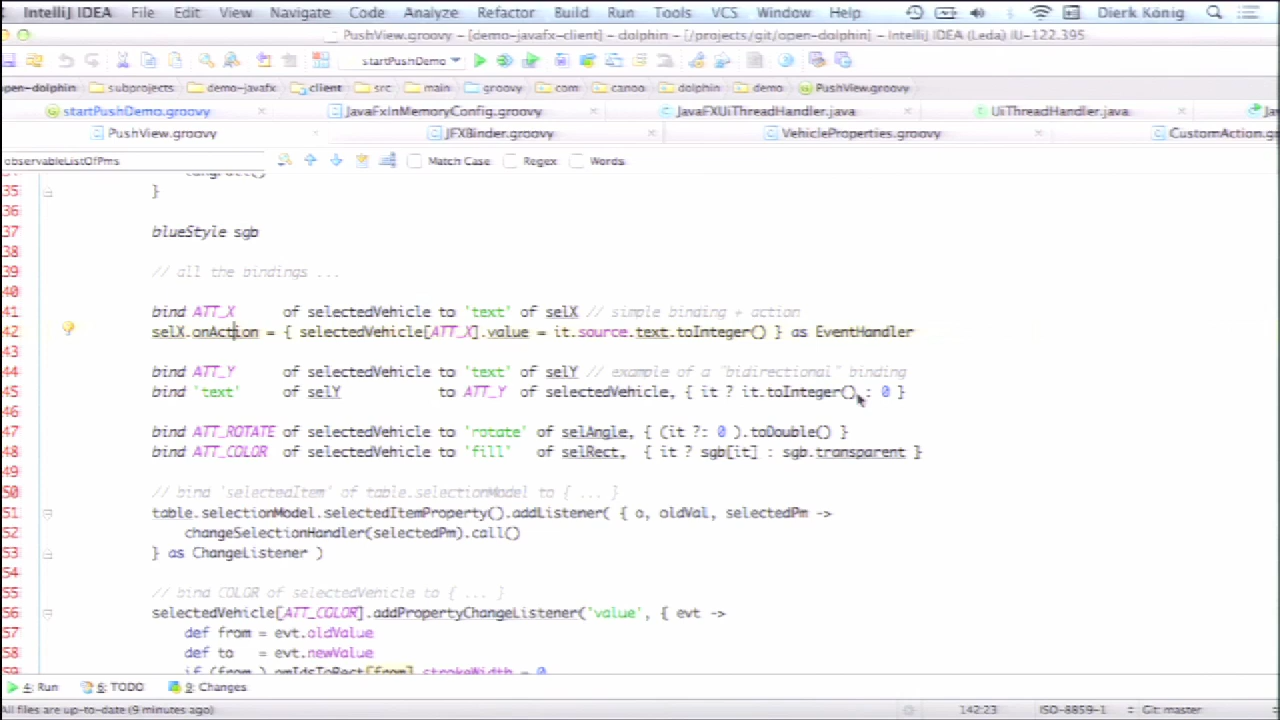 IntelliJ IDEA File Edit View Navigate Code Analyze Refactor Build Run Tools VCS Window Help Dierk König
PushView.groovy – [demo-javafx-client] – dolphin – [/projects/git/open-dolphin] – IntelliJ IDEA (Leda) IU-122.395
startPushDemo
open-dolphin subprojects demo-javafx client src main groovy com canoo dolphin demo PushView.groovy
startPushDemo.groovy JavaFxInMemoryConfig.groovy JavaFXUiThreadHandler.java UiThreadHandler.java
PushView.groovy JFXBinder.groovy VehicleProperties.groovy CustomAction.g
observableListOfPms Match Case Regex Words
35 }
36
37 blueStyle sgb
38
39 // all the bindings ...
40
41 bind ATT_X of selectedVehicle to 'text' of selX // simple binding + action
42 selX.onAction = { selectedVehicle[ATT_X].value = it.source.text.toInteger() } as EventHandler
43
44 bind ATT_Y of selectedVehicle to 'text' of selY // example of a "bidirectional" binding
45 bind 'text' of selY to ATT_Y of selectedVehicle, { it ? it.toInteger() : 0 }
46
47 bind ATT_ROTATE of selectedVehicle to 'rotate' of selAngle, { (it ?: 0 ).toDouble() }
48 bind ATT_COLOR of selectedVehicle to 'fill' of selRect, { it ? sgb[it] : sgb.transparent }
49
50 // bind 'selectedItem' of table.selectionModel to { ... }
51 table.selectionModel.selectedItemProperty().addListener( { o, oldVal, selectedPm ->
52 changeSelectionHandler(selectedPm).call()
53 } as ChangeListener )
54
55 // bind COLOR of selectedVehicle to { ... }
56 selectedVehicle[ATT_COLOR].addPropertyChangeListener('value', { evt ->
57 def from = evt.oldValue
58 def to = evt.newValue
59 if (from ) pmIdsToRect[from].strokeWidth = 0
4: Run 6: TODO 9: Changes
All files are up-to-date (9 minutes ago) 142:23 ISO-8859-1 Git: master